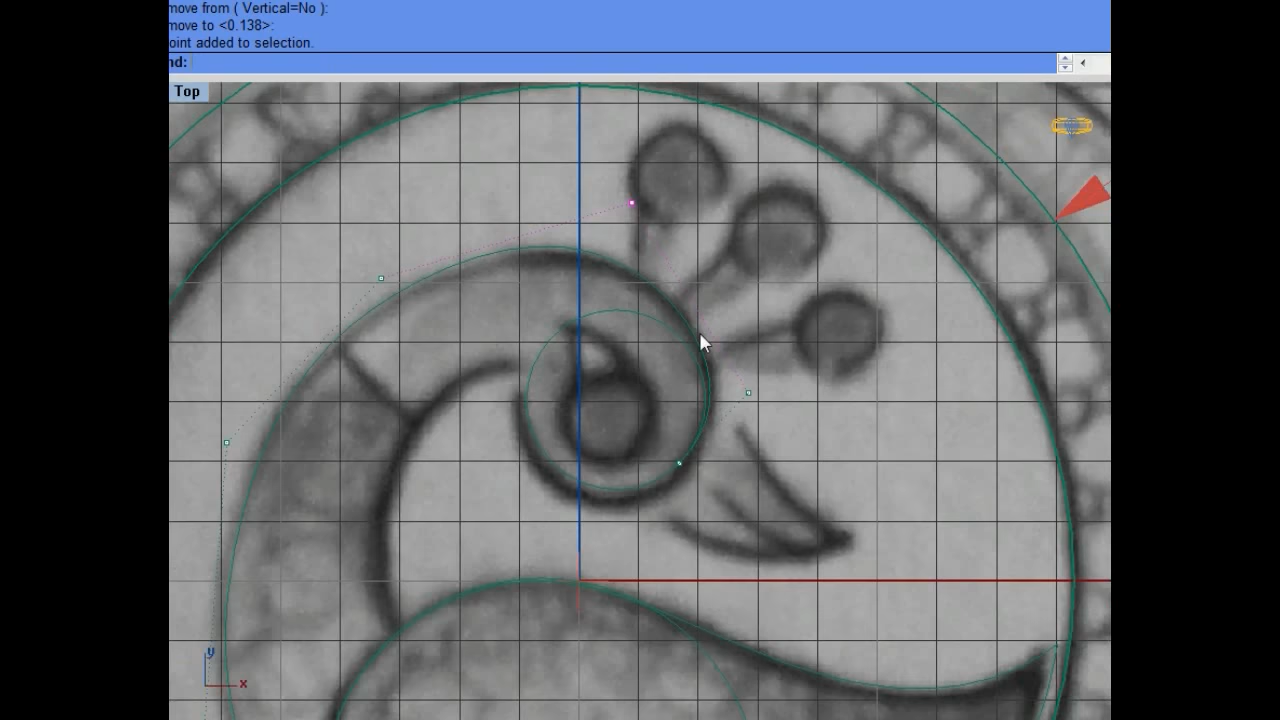 move from ( Vertical=No ):
move to <0.138>:
oint added to selection.
nd:
Top
y
x